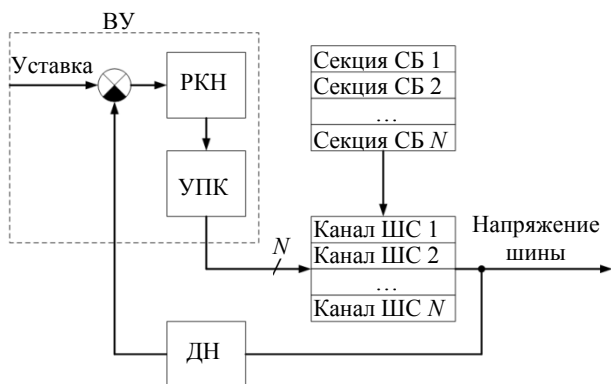 ВУ
Уставка
РКН
УПК
Секция СБ 1
Секция СБ 2
…
Секция СБ N
N
Канал ШС 1
Канал ШС 2
…
Канал ШС N
Напряжение
шины
ДН